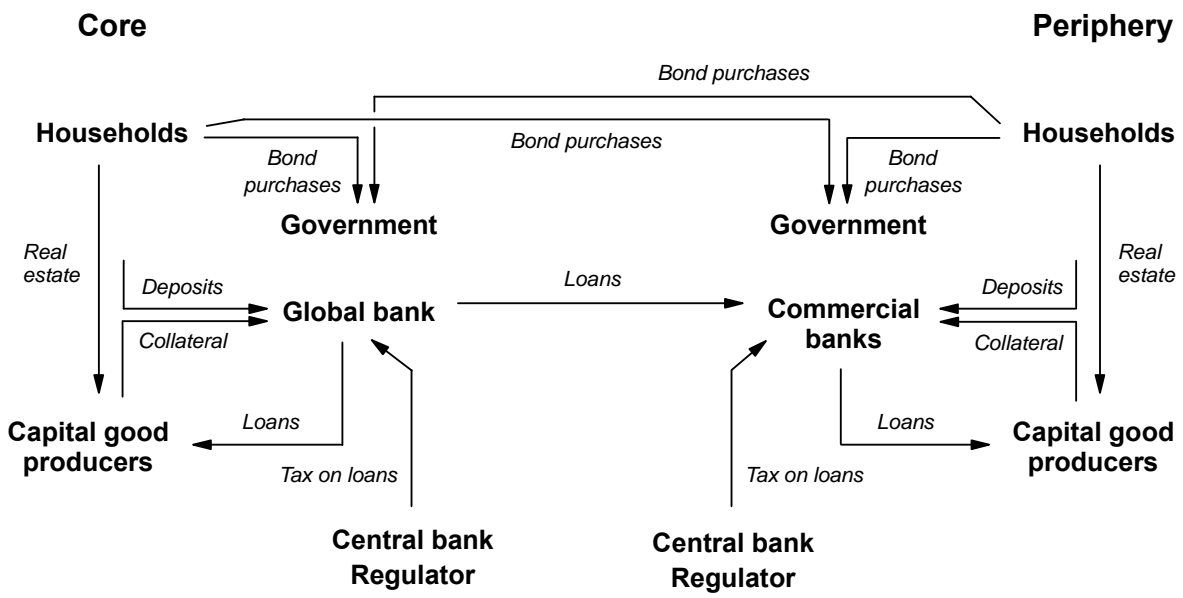 Core
Periphery
Bond purchases
Households
Households
Bond purchases
Bond
purchases
Bond
purchases
Government
Government
Real
estate
Real
estate
Loans
Deposits
Deposits
Global bank
Commercial
banks
Collateral
Collateral
Capital good
producers
Loans
Loans
Capital good
producers
Tax on loans
Tax on loans
Central bank
Regulator
Central bank
Regulator